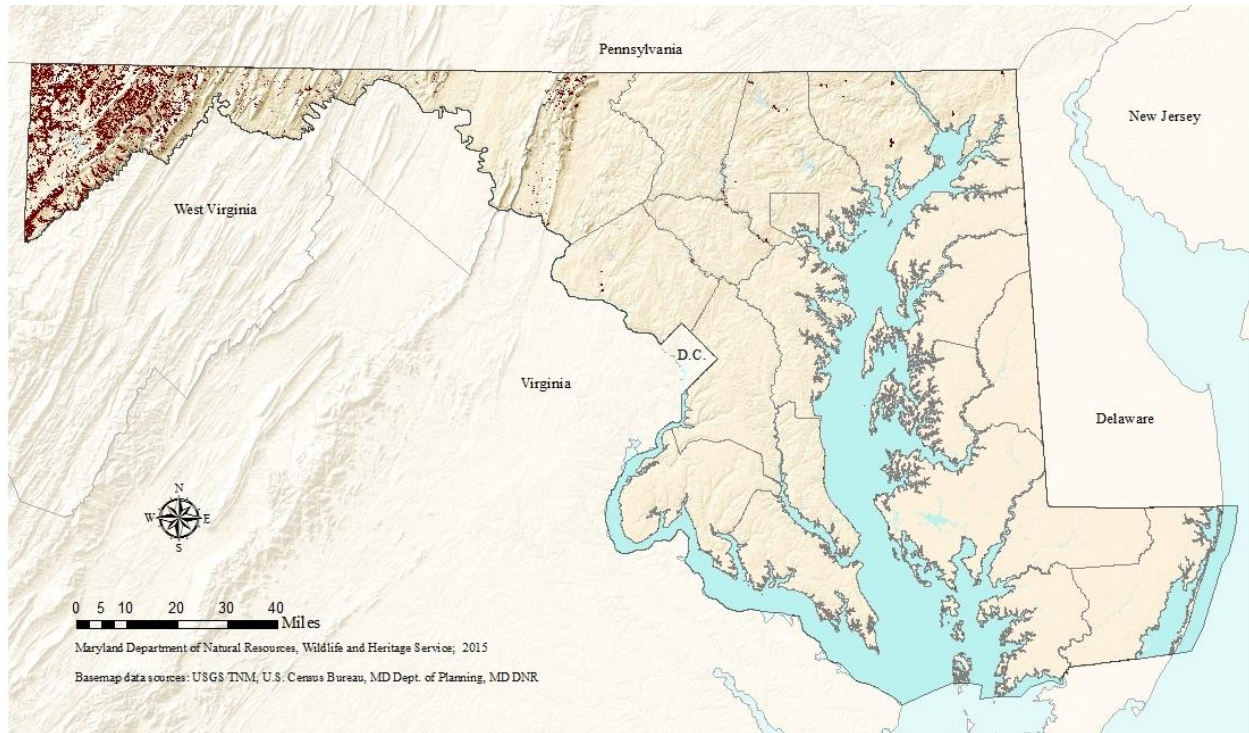 Pennsylvania
New Jersey
West Virginia
D.C.
Virginia
Delaware
N
W E
S
0 5 10 20 30 40
Miles
Maryland Department of Natural Resources, Wildlife and Heritage Service; 2015
Basemap data sources: USGS TNM, U.S. Census Bureau, MD Dept. of Planning, MD DNR